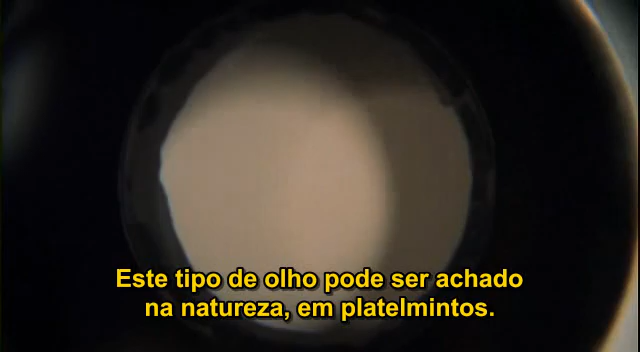 Este tipo de olho pode ser achado
na natureza, em platelmintos.